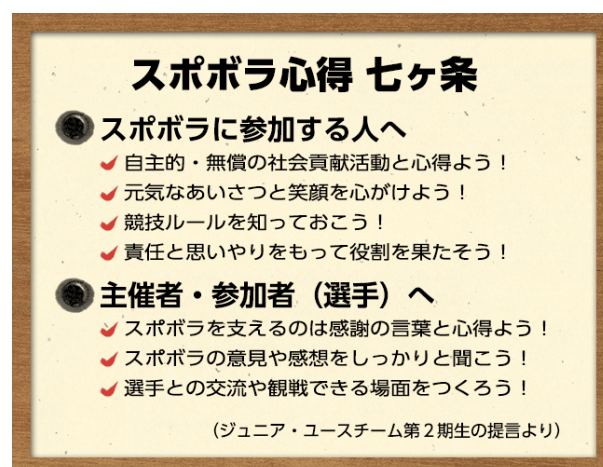 スポボラ心得 七ヶ条
スポボラに参加する人へ
自主的・無償の社会貢献活動と心得よう！
元気なあいさつと笑顔を心がけよう！
競技ルールを知っておこう！
責任と思いやりをもって役割を果たそう！
主催者・参加者（選手）へ
スポボラを支えるのは感謝の言葉と心得よう！
スポボラの意見や感想をしっかりと聞こう！
選手との交流や観戦できる場面をつくろう！
（ジュニア・ユースチーム第２期生の提言より）